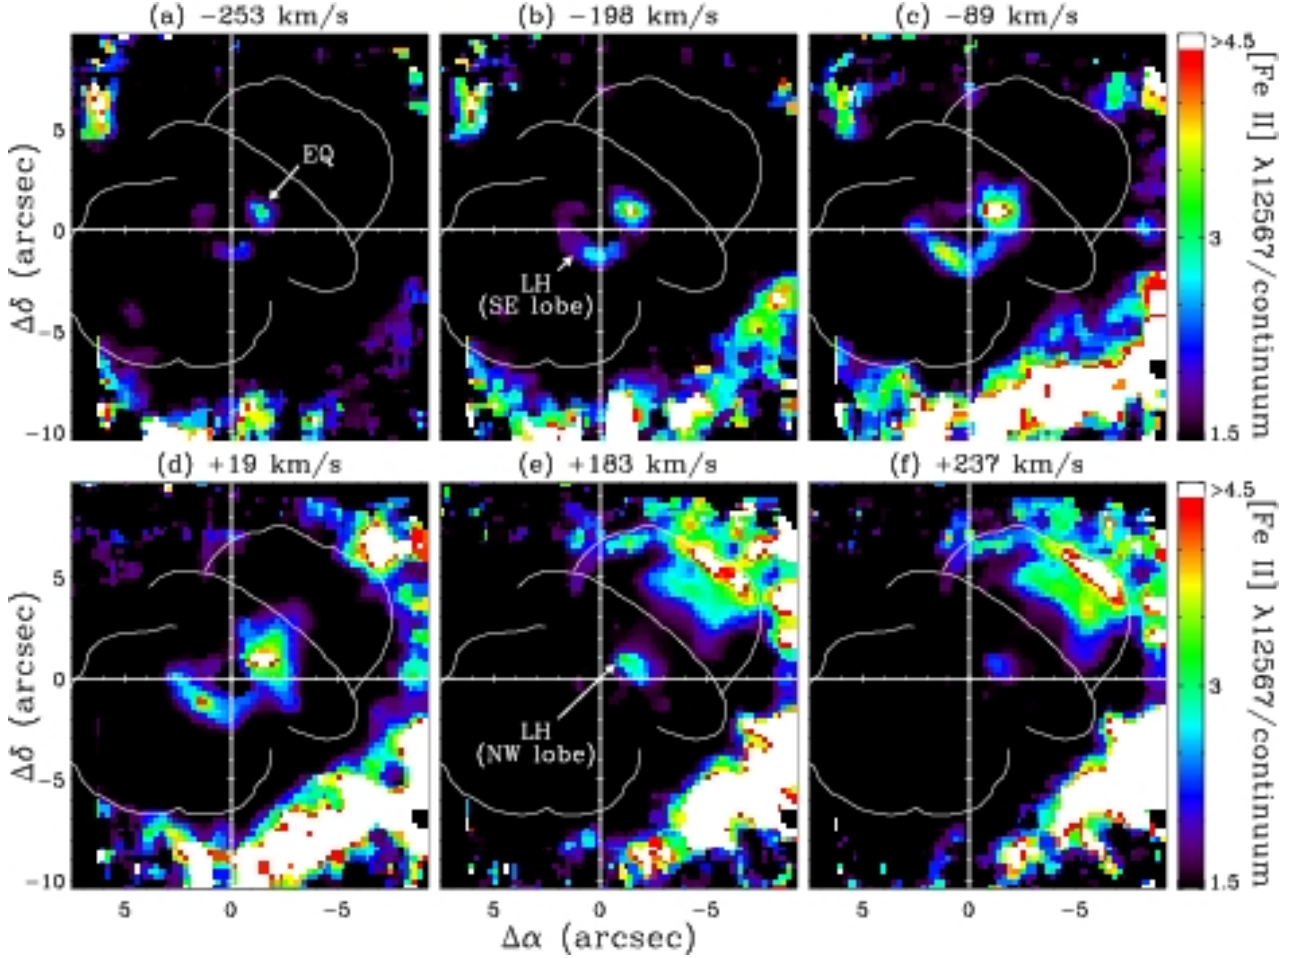 (a) −253 km/s
(b) −198 km/s
(c) −89 km/s
>4.5
3
1.5
[Fe II] λ12567/continuum
Δδ (arcsec)
5
0
−5
−10
EQ
LH
(SE lobe)
(d) +19 km/s
(e) +183 km/s
(f) +237 km/s
>4.5
3
1.5
[Fe II] λ12567/continuum
Δδ (arcsec)
5
0
−5
−10
LH
(NW lobe)
5
0
−5
5
0
−5
5
0
−5
Δα (arcsec)